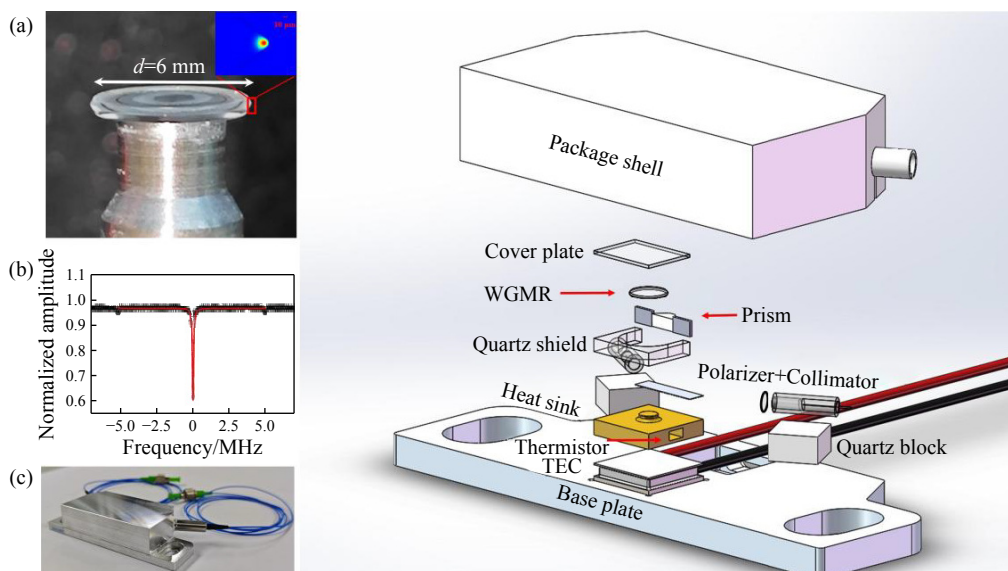 (a)
10 μm
d=6 mm
(b)
Normalized amplitude
1.1
1.0
0.9
0.8
0.7
0.6
−5.0
−2.5
0
2.5
5.0
Frequency/MHz
(c)
Package shell
Cover plate
WGMR
Prism
Quartz shield
Polarizer+Collimator
Heat sink
Thermistor
TEC
Quartz block
Base plate